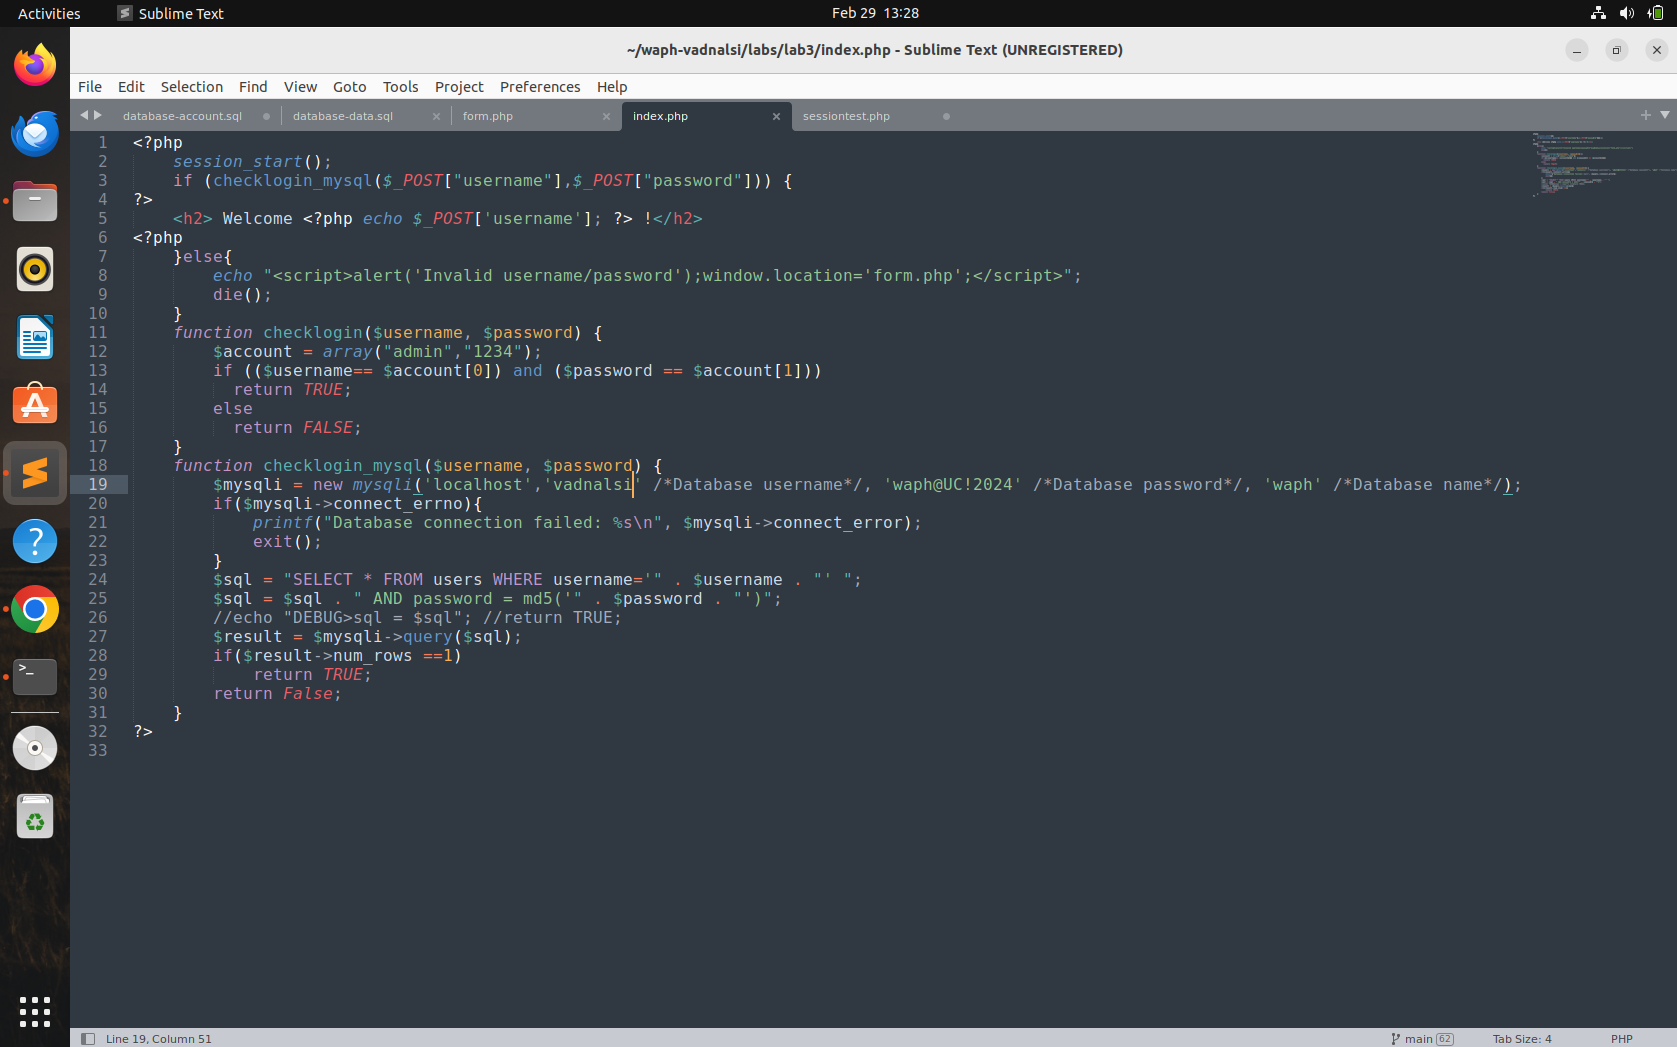 Activities Sublime Text Feb 29 13:28
~/waph-vadnalsi/labs/lab3/index.php - Sublime Text (UNREGISTERED)
File Edit Selection Find View Goto Tools Project Preferences Help
database-account.sql database-data.sql form.php index.php sessiontest.php
1 <?php
2 session_start();
3 if (checklogin_mysql($_POST["username"],$_POST["password"])) {
4 ?>
5 <h2> Welcome <?php echo $_POST['username']; ?> !</h2>
6 <?php
7 }else{
8 echo "<script>alert('Invalid username/password');window.location='form.php';</script>";
9 die();
10 }
11 function checklogin($username, $password) {
12 $account = array("admin","1234");
13 if (($username== $account[0]) and ($password == $account[1]))
14 return TRUE;
15 else
16 return FALSE;
17 }
18 function checklogin_mysql($username, $password) {
19 $mysqli = new mysqli('localhost','vadnalsi' /*Database username*/, 'waph@UC!2024' /*Database password*/, 'waph' /*Database name*/);
20 if($mysqli->connect_errno){
21 printf("Database connection failed: %s\n", $mysqli->connect_error);
22 exit();
23 }
24 $sql = "SELECT * FROM users WHERE username='" . $username . "' ";
25 $sql = $sql . " AND password = md5('" . $password . "')";
26 //echo "DEBUG>sql = $sql"; //return TRUE;
27 $result = $mysqli->query($sql);
28 if($result->num_rows ==1)
29 return TRUE;
30 return False;
31 }
32 ?>
33
Line 19, Column 51 main 62 Tab Size: 4 PHP